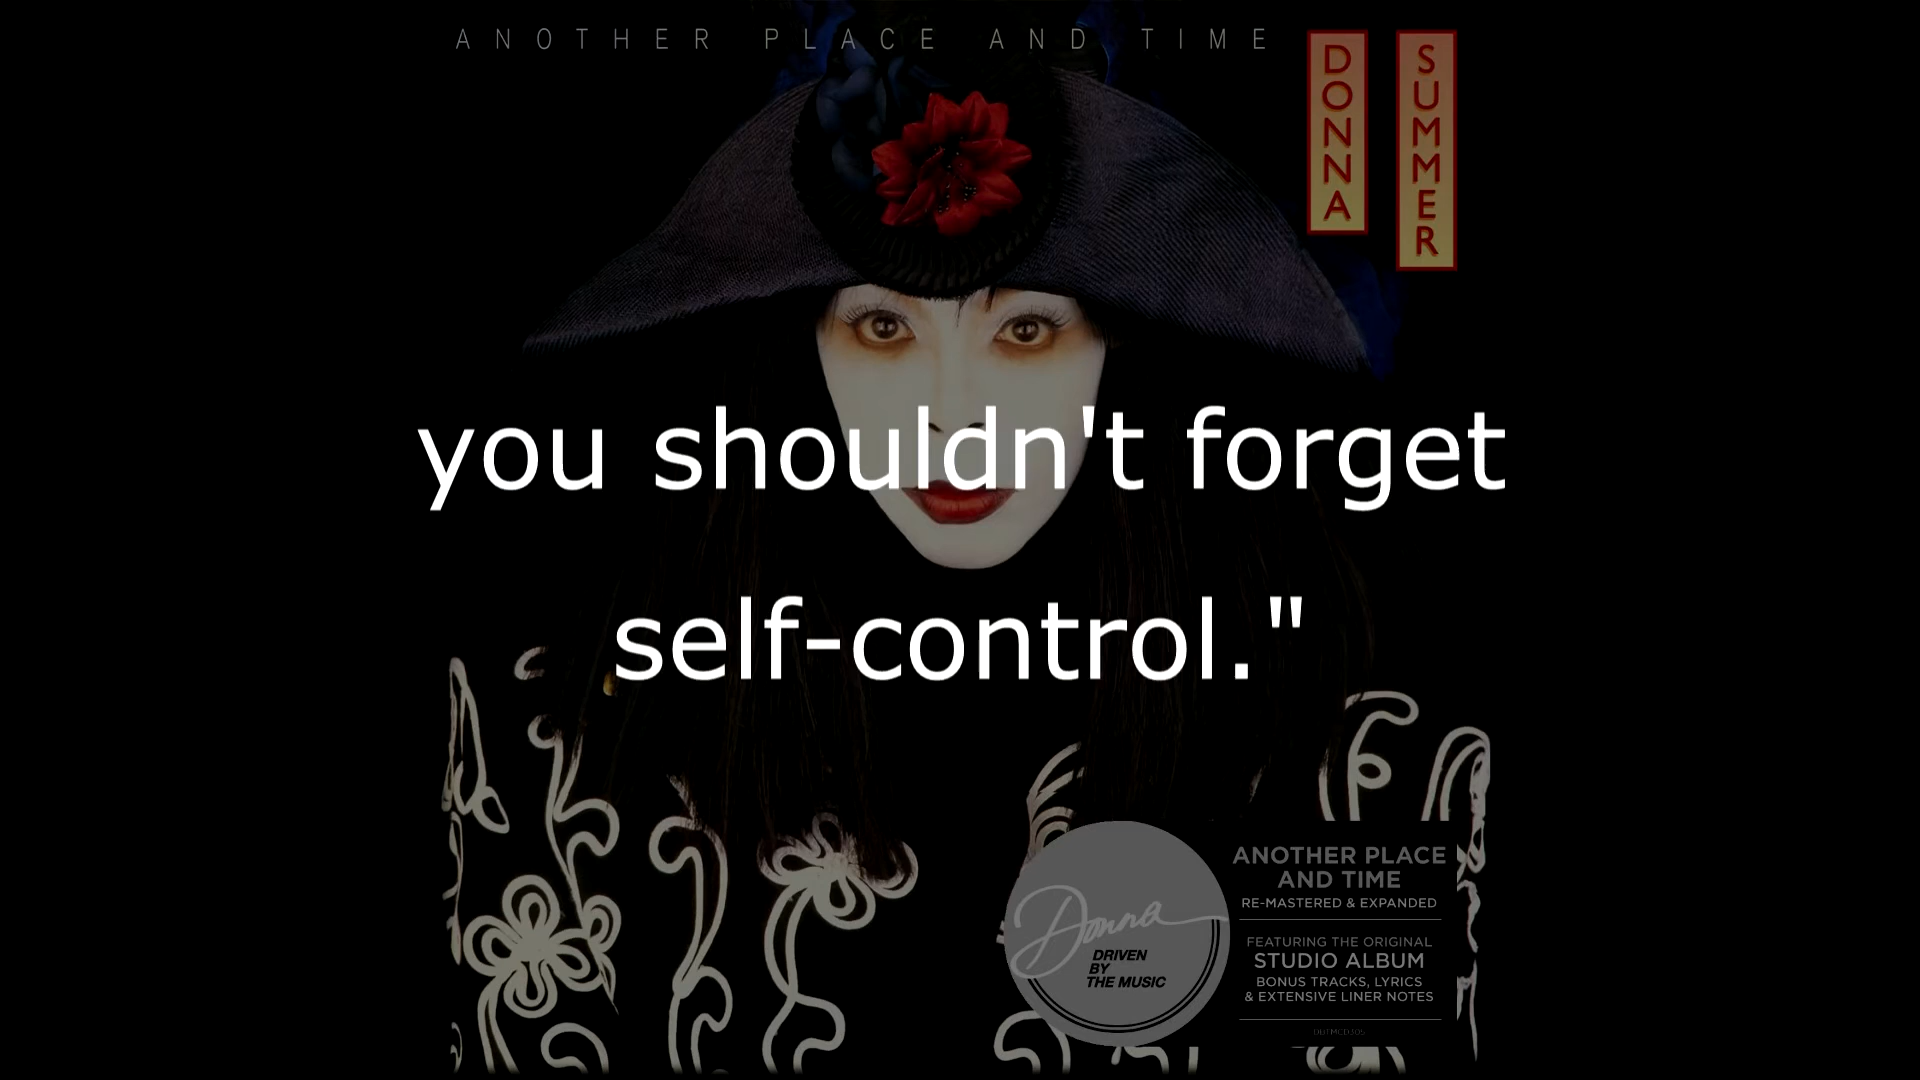 ANOTHER PLACE AND TIME
DONNA
SUMMER
you shouldn't forget
self-control."
ANOTHER PLACE
AND TIME
RE-MASTERED & EXPANDED
FEATURING THE ORIGINAL
STUDIO ALBUM
BONUS TRACKS, LYRICS
& EXTENSIVE LINER NOTES
Donna
DRIVEN
BY
THE MUSIC